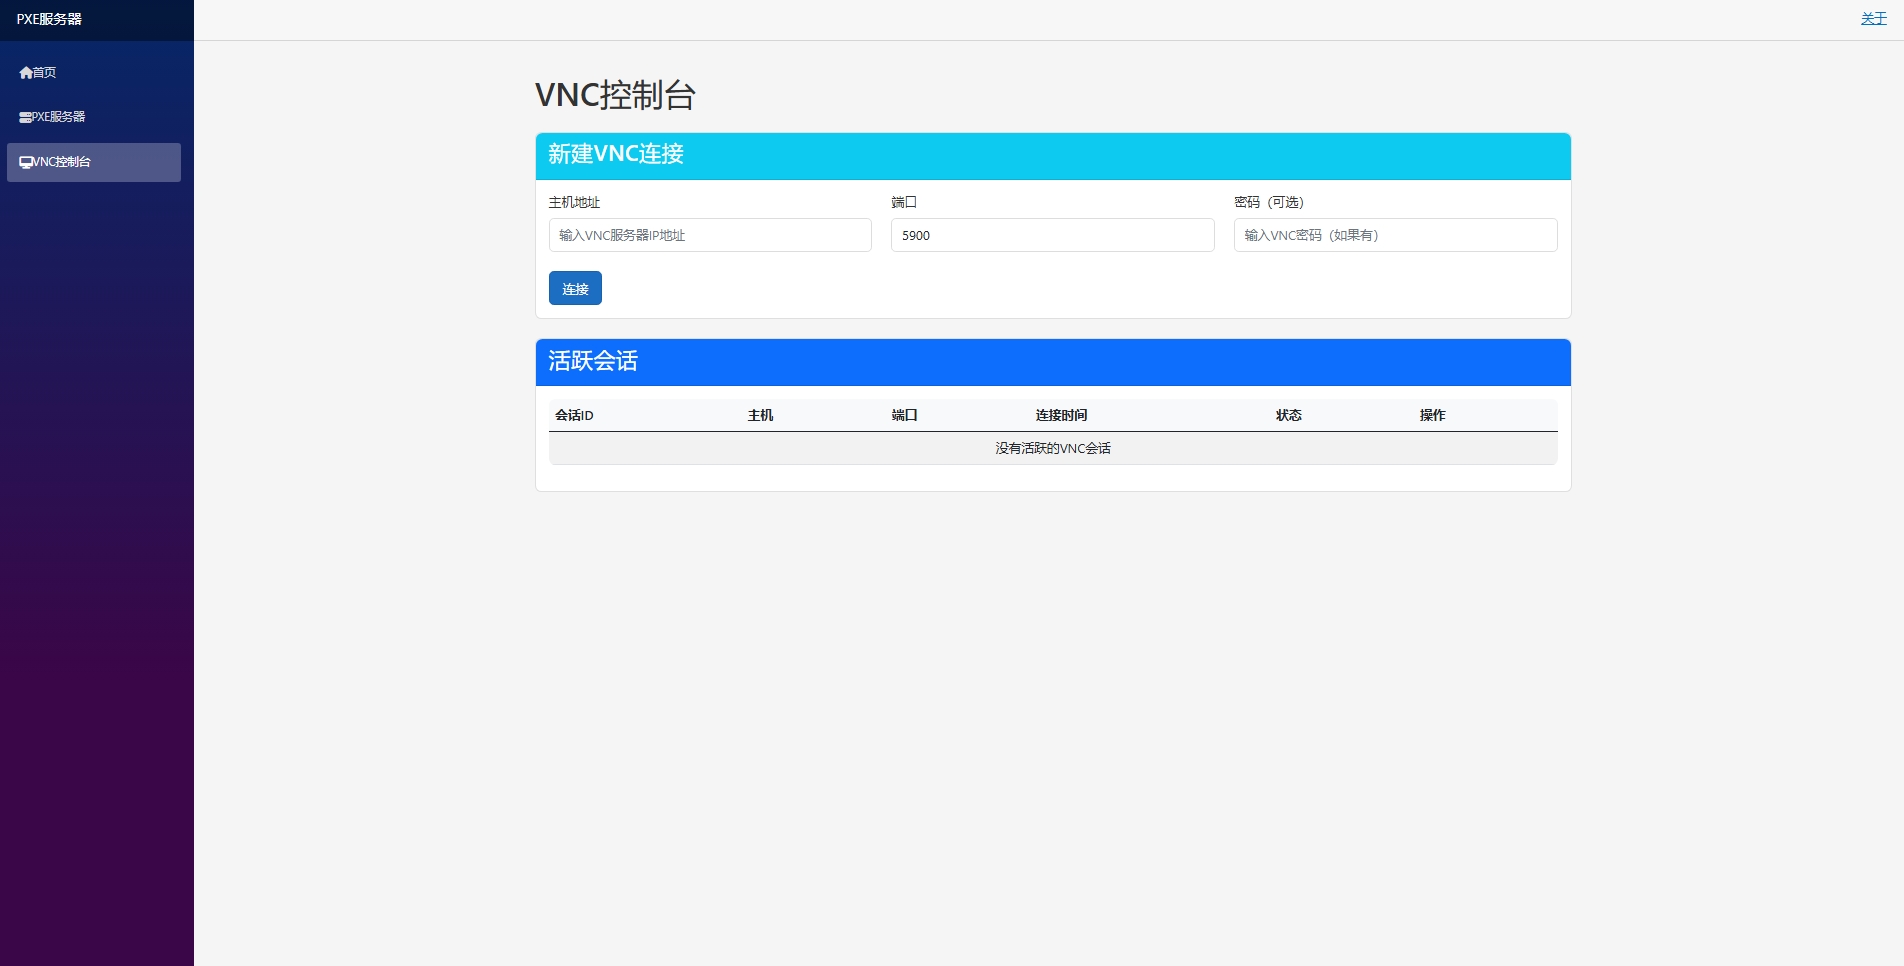 PXE服务器
关于
首页
PXE服务器
VNC控制台
VNC控制台
新建VNC连接
主机地址 端口 密码（可选）
输入VNC服务器IP地址 5900 输入VNC密码（如果有）
连接
活跃会话
会话ID 主机 端口 连接时间 状态 操作
没有活跃的VNC会话